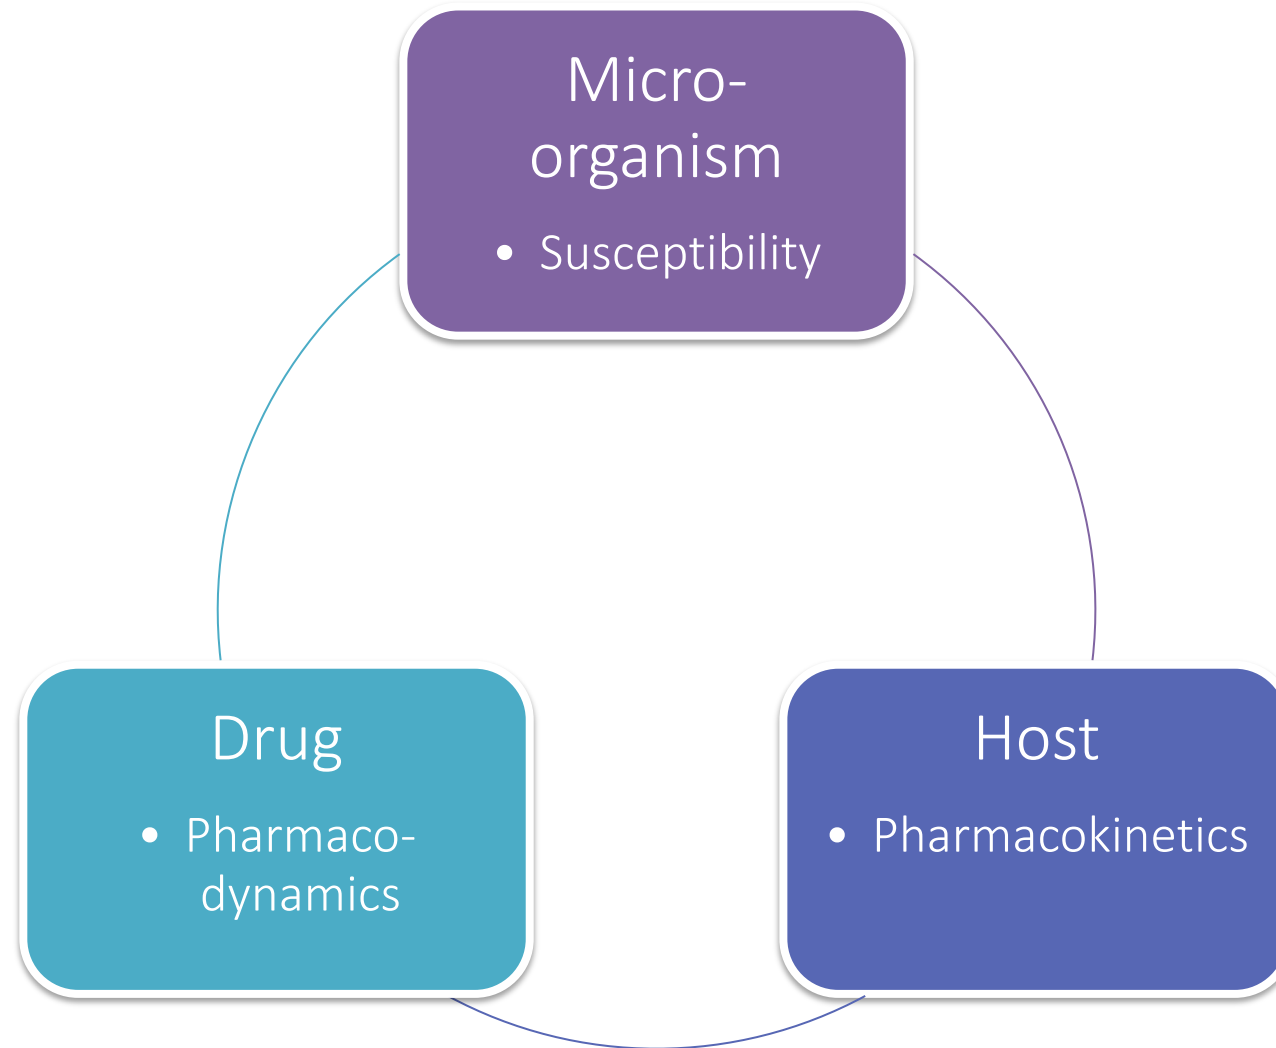 Micro-
organism
• Susceptibility
Drug
• Pharmaco-
dynamics
Host
• Pharmacokinetics